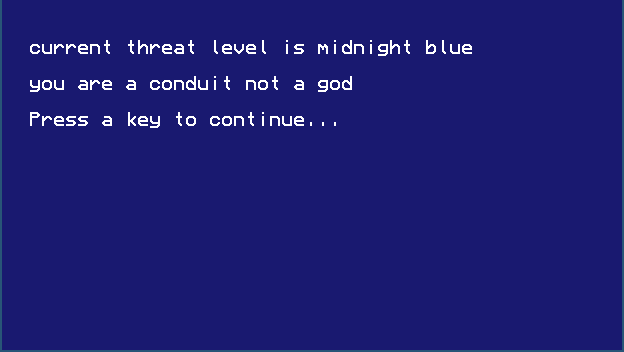 current threat level is midnight blue
you are a conduit not a god
Press a key to continue...